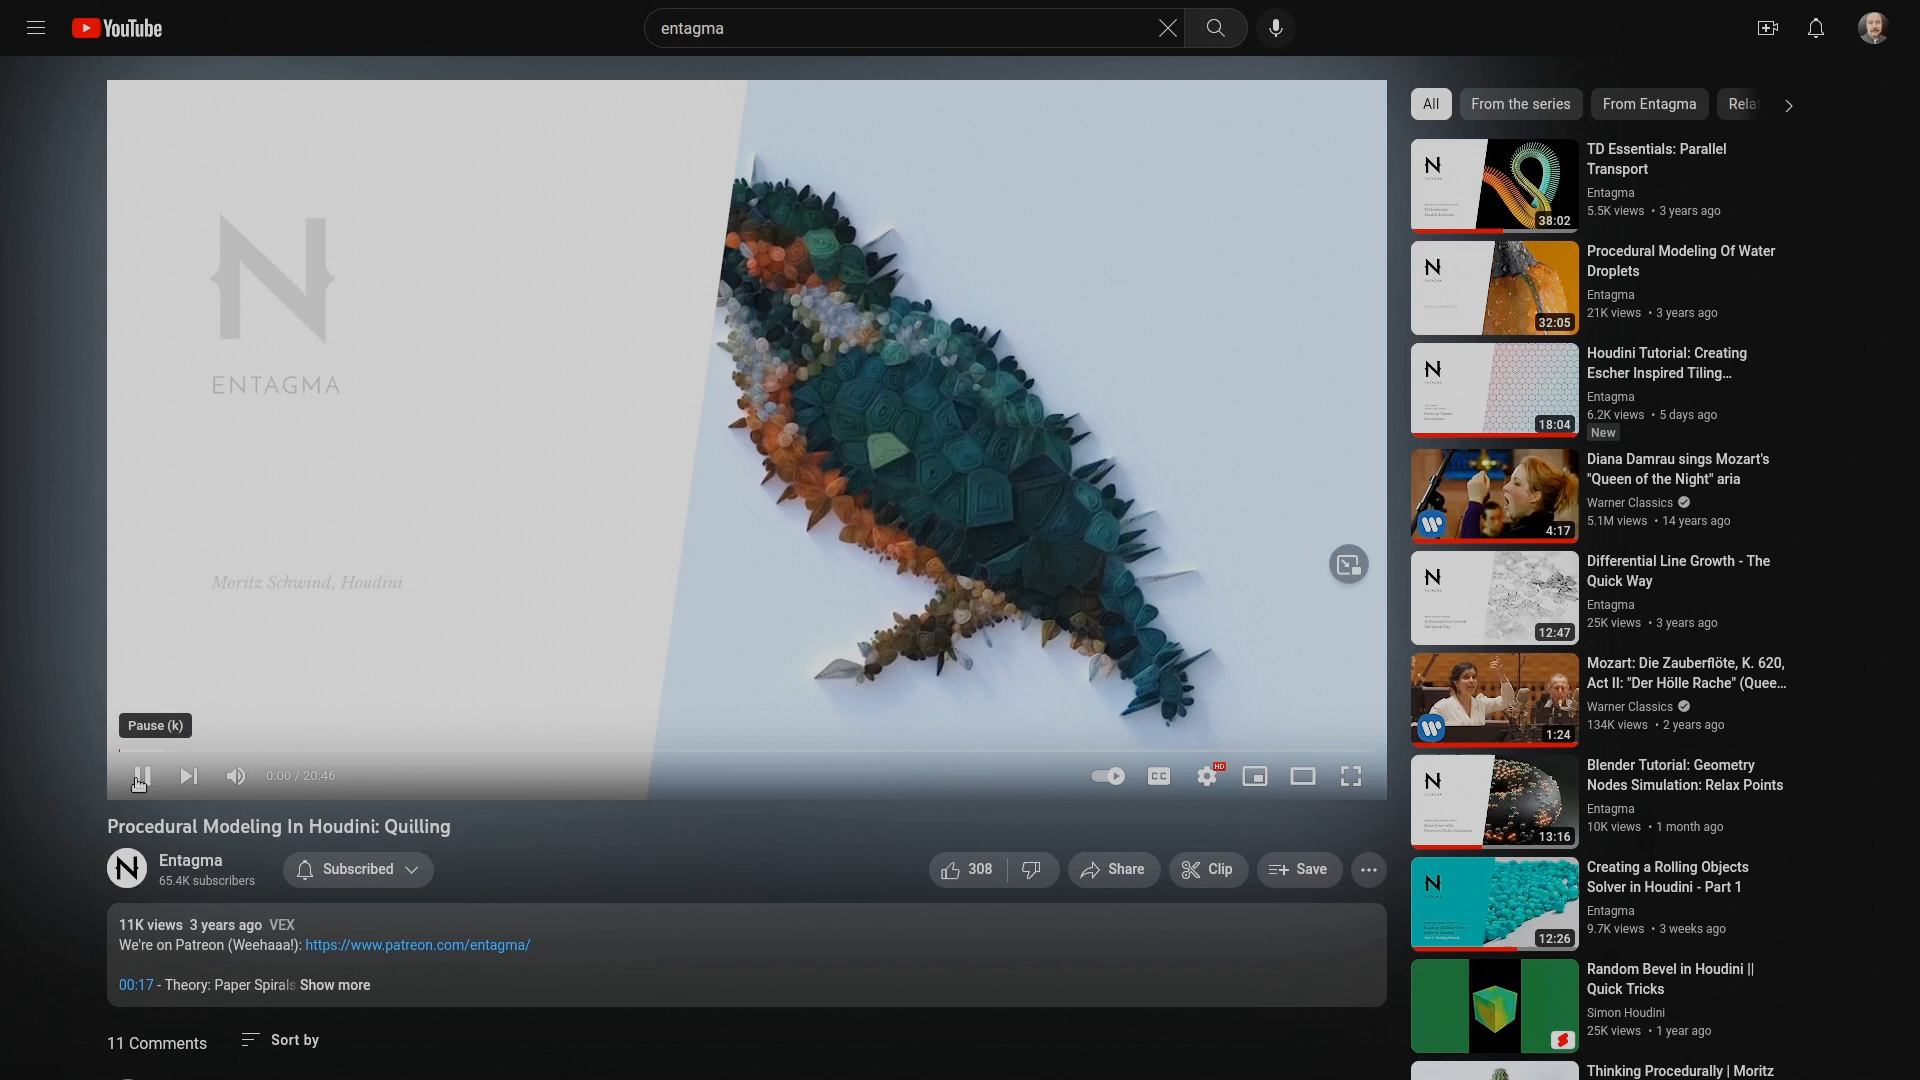 YouTube
entagma
N
ENTAGMA
Moritz Schwind, Houdini
Pause (k)
0:00 / 20:46
CC
HD
Procedural Modeling In Houdini: Quilling
Entagma
65.4K subscribers
Subscribed
308
Share
Clip
Save
11K views 3 years ago VEX
We're on Patreon (Weehaaa!): https://www.patreon.com/entagma/
00:17 - Theory: Paper Spirals Show more
11 Comments
Sort by
All
From the series
From Entagma
Rela
38:02
TD Essentials: Parallel
Transport
Entagma
5.5K views • 3 years ago
32:05
Procedural Modeling Of Water
Droplets
Entagma
21K views • 3 years ago
18:04
Houdini Tutorial: Creating
Escher Inspired Tiling...
Entagma
6.2K views • 5 days ago
New
4:17
Diana Damrau sings Mozart's
"Queen of the Night" aria
Warner Classics
5.1M views • 14 years ago
12:47
Differential Line Growth - The
Quick Way
Entagma
25K views • 3 years ago
1:24
Mozart: Die Zauberflöte, K. 620,
Act II: "Der Hölle Rache" (Quee...
Warner Classics
134K views • 2 years ago
13:16
Blender Tutorial: Geometry
Nodes Simulation: Relax Points
Entagma
10K views • 1 month ago
12:26
Creating a Rolling Objects
Solver in Houdini - Part 1
Entagma
9.7K views • 3 weeks ago
Random Bevel in Houdini ||
Quick Tricks
Simon Houdini
25K views • 1 year ago
Thinking Procedurally | Moritz